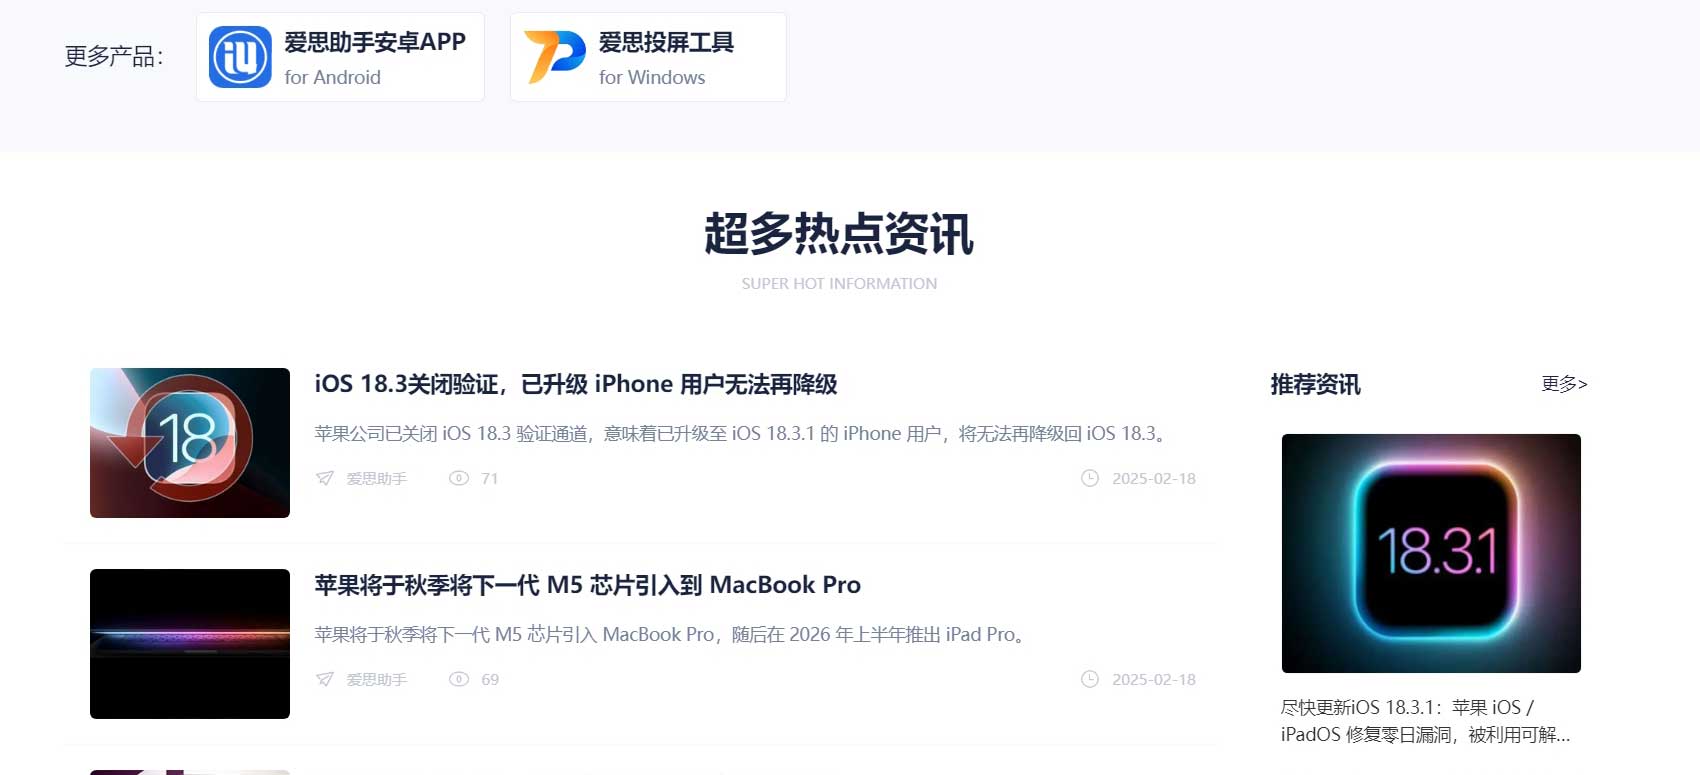 更多产品：
爱思助手安卓APP
for Android
爱思投屏工具
for Windows
超多热点资讯
SUPER HOT INFORMATION
18
iOS 18.3关闭验证，已升级 iPhone 用户无法再降级
苹果公司已关闭 iOS 18.3 验证通道，意味着已升级至 iOS 18.3.1 的 iPhone 用户，将无法再降级回 iOS 18.3。
爱思助手 71 2025-02-18
苹果将于秋季将下一代 M5 芯片引入到 MacBook Pro
苹果将于秋季将下一代 M5 芯片引入 MacBook Pro，随后在 2026 年上半年推出 iPad Pro。
爱思助手 69 2025-02-18
推荐资讯 更多>
18.3.1
尽快更新iOS 18.3.1：苹果 iOS /
iPadOS 修复零日漏洞，被利用可解...